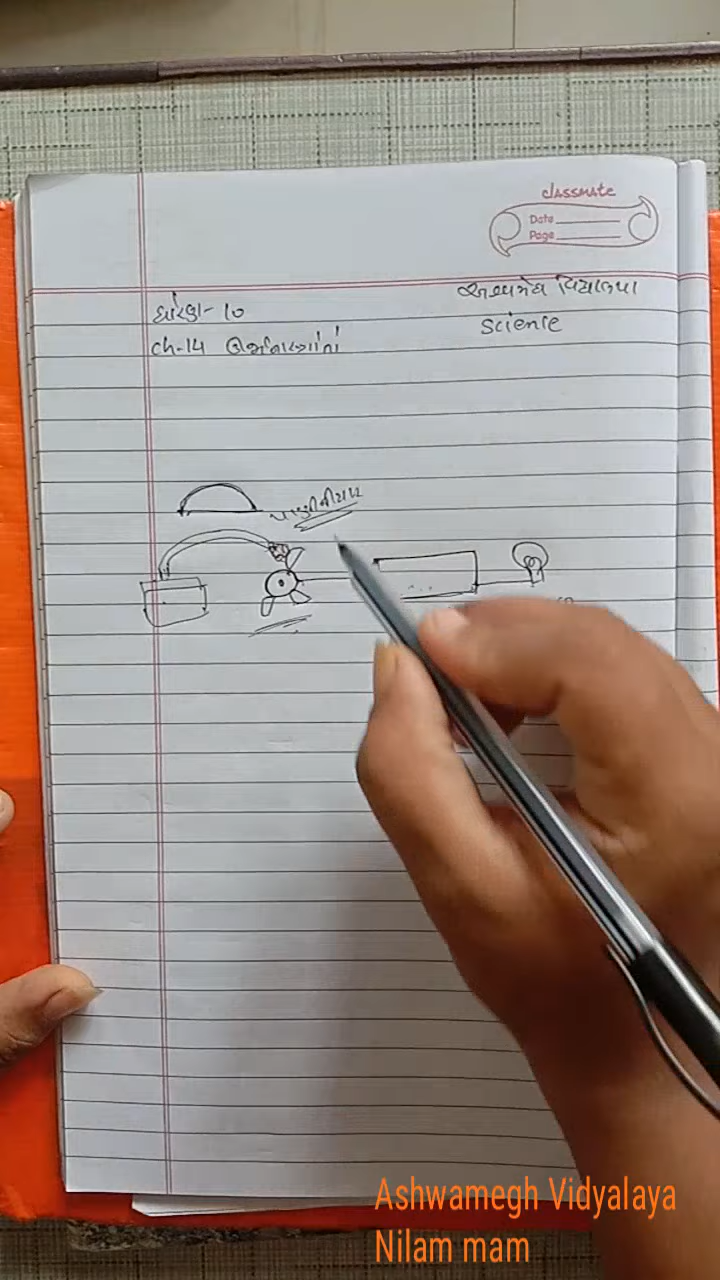 classmate
Date
Page
અશ્વમેઘ વિદ્યાલય
ધોરણ- 10
Science
Ch-14 ઊર્જાના સ્ત્રોતો
Ashwamegh Vidyalaya
Nilam mam